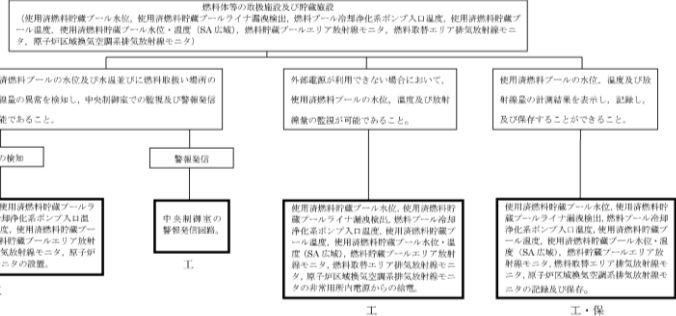 燃料体等の取扱施設及び貯蔵施設
（使用済燃料貯蔵プール水位，使用済燃料貯蔵プールライナ漏洩検出，燃料プール冷却浄化系ポンプ入口温度，使用済燃料貯蔵プ
ール温度，使用済燃料貯蔵プール水位・温度（SA 広域），燃料貯蔵プールエリア放射線モニタ，燃料取替エリア排気放射線モニ
タ，原子炉区域換気空調系排気放射線モニタ）
済燃料プールの水位及び水温並びに燃料取扱い場所の
線量の異常を検知し，中央制御室での監視及び警報発信
能であること。
外部電源が利用できない場合において，
使用済燃料プールの水位，温度及び放射
線量の監視が可能であること。
使用済燃料プールの水位，温度及び放
射線量の計測結果を表示し，記録し，
及び保存することができること。
の検知
警報発信
使用済燃料貯蔵プールラ
却浄化系ポンプ入口温
度，使用済燃料貯蔵プ
料貯蔵プールエリア放射
気放射線モニタ，原子炉
ニタの設置。
中央制御室の
警報発信回路。
工
使用済燃料貯蔵プール水位，使用済燃料貯
蔵プールライナ漏洩検出，燃料プール冷却
浄化系ポンプ入口温度，使用済燃料貯蔵プ
ール温度，使用済燃料貯蔵プール水位・温
度（SA 広域），燃料貯蔵プールエリア放射
線モニタ，燃料取替エリア排気放射線モニ
タ，原子炉区域換気空調系排気放射線モニ
タの非常用所内電源からの給電。
工
使用済燃料貯蔵プール水位，使用済燃料貯
蔵プールライナ漏洩検出，燃料プール冷却
浄化系ポンプ入口温度，使用済燃料貯蔵プ
ール温度，使用済燃料貯蔵プール水位・温
度（SA 広域），燃料貯蔵プールエリア放射
線モニタ，燃料取替エリア排気放射線モニ
タ，原子炉区域換気空調系排気放射線モ
ニタの記録及び保存。
工・保